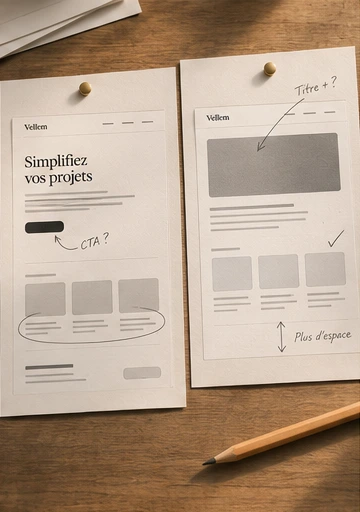 Vellem
Simplifiez
vos projets
CTA ?
Titre + ?
Vellem
Plus d'espace